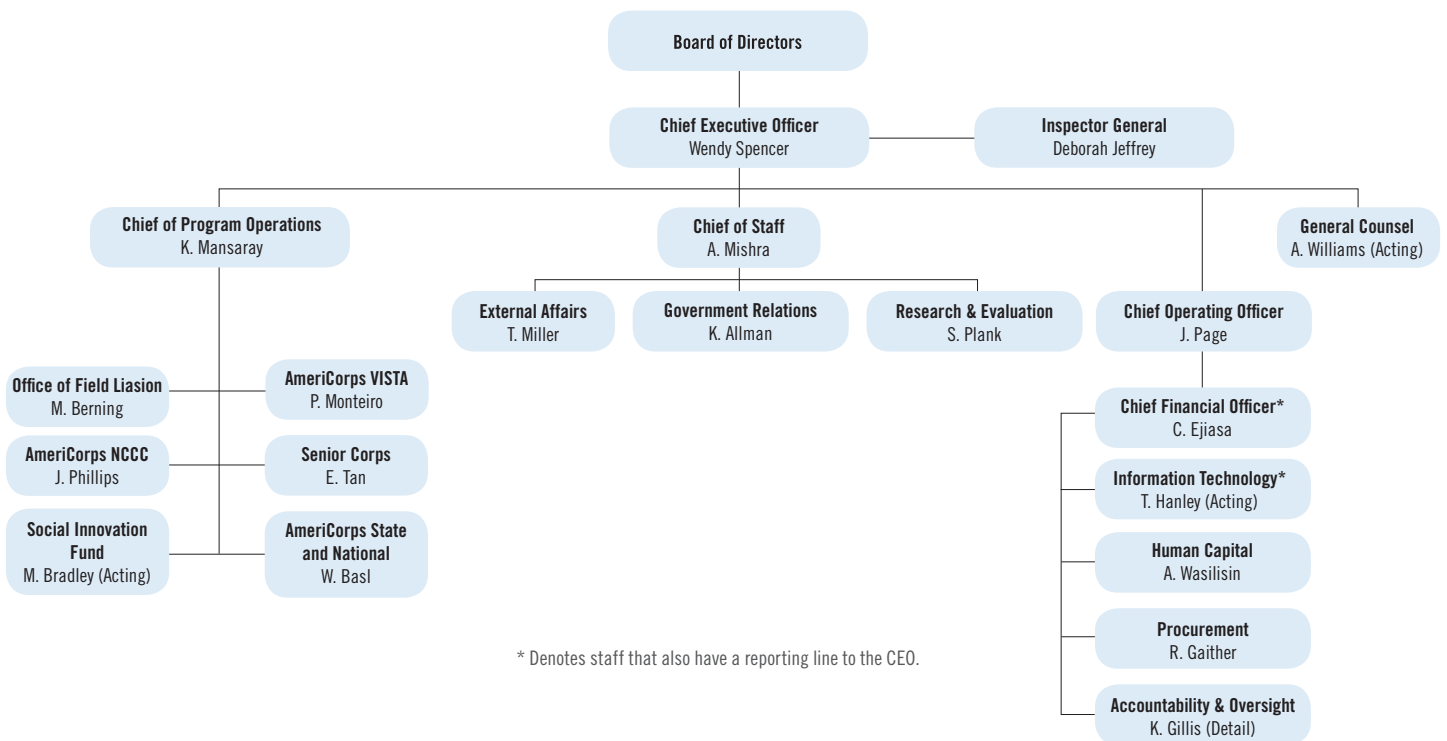 Board of Directors
Chief Executive Officer
Wendy Spencer
Inspector General
Deborah Jeffrey
Chief of Program Operations
K. Mansaray
Chief of Staff
A. Mishra
General Counsel
A. Williams (Acting)
External Affairs
T. Miller
Government Relations
K. Allman
Research & Evaluation
S. Plank
Chief Operating Officer
J. Page
Office of Field Liasion
M. Berning
AmeriCorps VISTA
P. Monteiro
AmeriCorps NCCC
J. Phillips
Senior Corps
E. Tan
Social Innovation
Fund
M. Bradley (Acting)
AmeriCorps State
and National
W. Basl
Chief Financial Officer*
C. Ejiasa
Information Technology*
T. Hanley (Acting)
Human Capital
A. Wasilisin
Procurement
R. Gaither
Accountability & Oversight
K. Gillis (Detail)
* Denotes staff that also have a reporting line to the CEO.